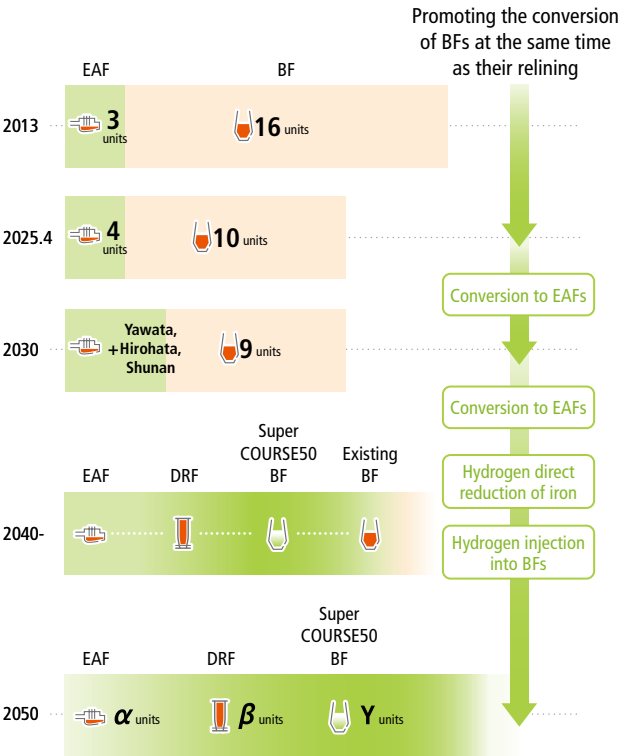 Promoting the conversion
of BFs at the same time
as their relining
EAF
BF
2013
3
units
16 units
2025.4
4
units
10 units
Conversion to EAFs
2030
Yawata,
+Hirohata,
Shunan
9 units
Conversion to EAFs
Super
COURSE50
BF
Existing
BF
EAF
DRF
Hydrogen direct
reduction of iron
2040-
Hydrogen injection
into BFs
Super
COURSE50
BF
EAF
DRF
2050
α units
β units
γ units